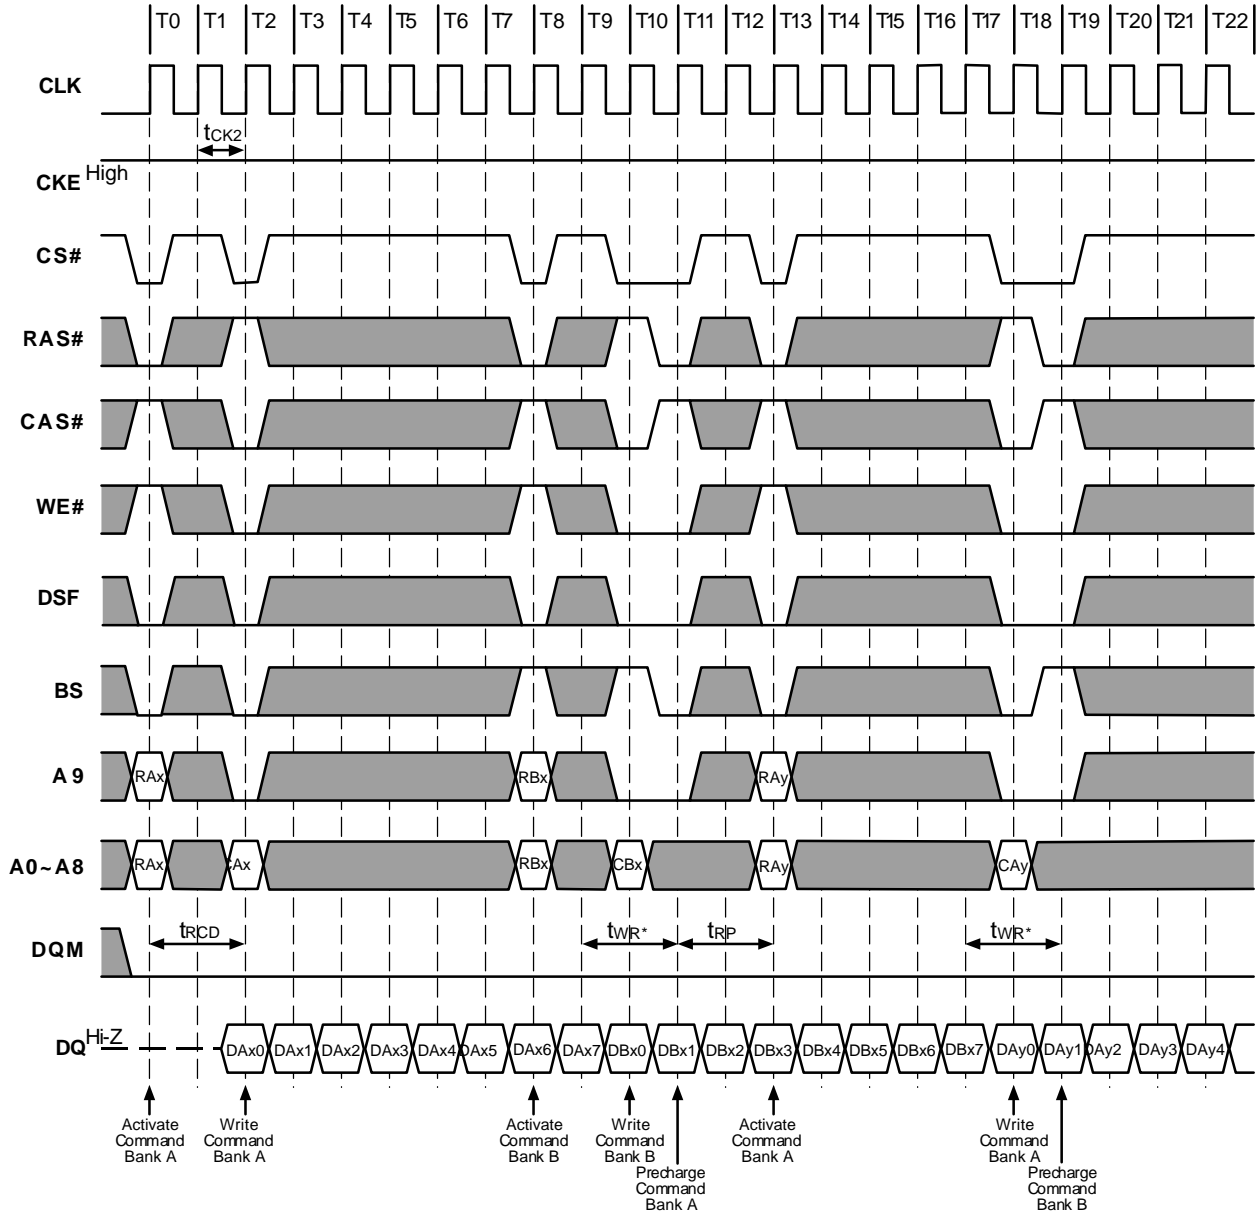 T0 T1 T2 T3 T4 T5 T6 T7 T8 T9 T10 T11 T12 T13 T14 T15 T16 T17 T18 T19 T20 T21 T22
CLK
tCK2
CKE High
CS#
RAS#
CAS#
WE#
DSF
BS
A9 RAx RBx RAy
A0~A8 RAx CAx RBx CBx RAy CAy
tRCD tWR* tRP tWR*
DQM
DQ Hi-Z DAx0 DAx1 DAx2 DAx3 DAx4 DAx5 DAx6 DAx7 DBx0 DBx1 DBx2 DBx3 DBx4 DBx5 DBx6 DBx7 DAy0 DAy1 DAy2 DAy3 DAy4
Activate Write Activate Write Activate Write
Command Command Command Command Command Command
Bank A Bank A Bank B Bank B Bank A Bank A
Precharge Precharge
Command Command
Bank A Bank B